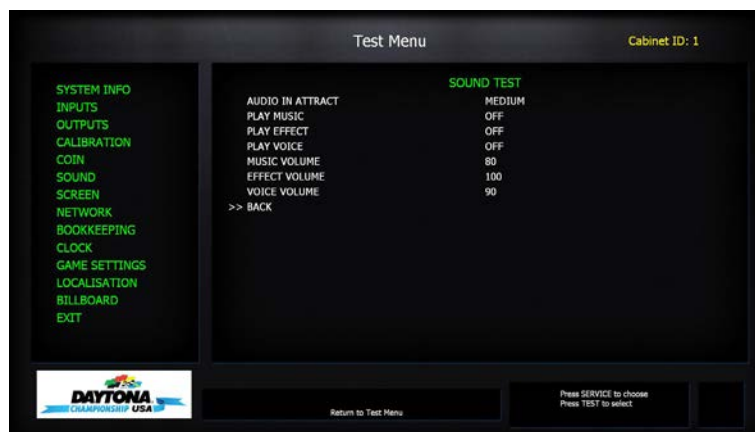 Test Menu
Cabinet ID: 1
SYSTEM INFO
INPUTS
OUTPUTS
CALIBRATION
COIN
SOUND
SCREEN
NETWORK
BOOKKEEPING
CLOCK
GAME SETTINGS
LOCALISATION
BILLBOARD
EXIT
SOUND TEST
AUDIO IN ATTRACT MEDIUM
PLAY MUSIC OFF
PLAY EFFECT OFF
PLAY VOICE OFF
MUSIC VOLUME 80
EFFECT VOLUME 100
VOICE VOLUME 90
>> BACK
DAYTONA
CHAMPIONSHIP USA
Return to Test Menu
Press SERVICE to choose
Press TEST to select